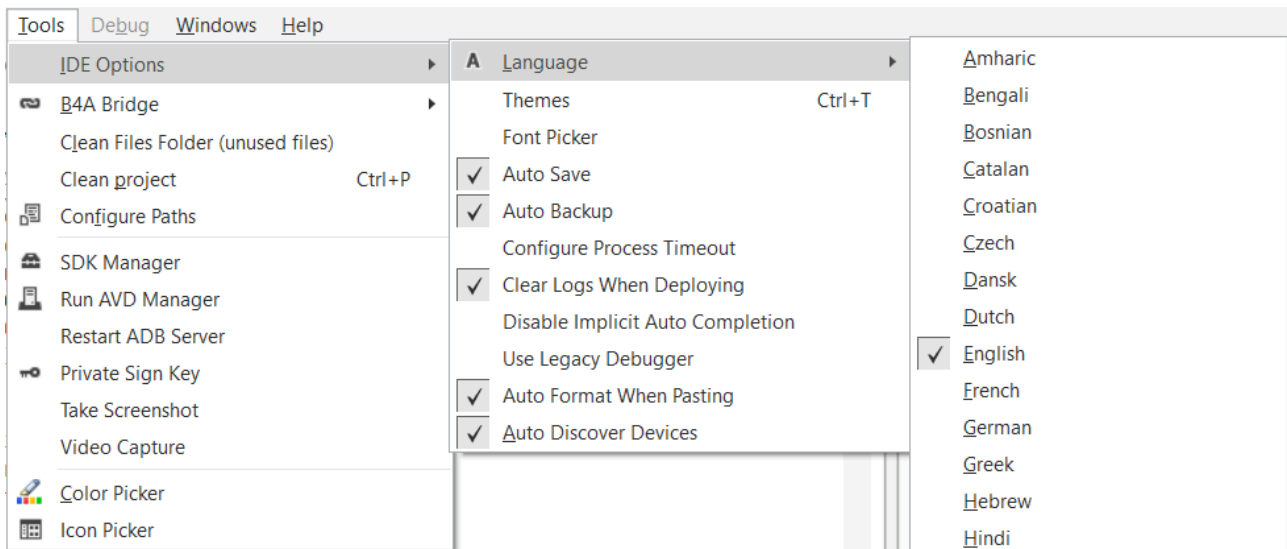 Tools Debug Windows Help
IDE Options
B4A Bridge
Clean Files Folder (unused files)
Clean project Ctrl+P
Configure Paths
SDK Manager
Run AVD Manager
Restart ADB Server
Private Sign Key
Take Screenshot
Video Capture
Color Picker
Icon Picker
A Language
Themes Ctrl+T
Font Picker
Auto Save
Auto Backup
Configure Process Timeout
Clear Logs When Deploying
Disable Implicit Auto Completion
Use Legacy Debugger
Auto Format When Pasting
Auto Discover Devices
Amharic
Bengali
Bosnian
Catalan
Croatian
Czech
Dansk
Dutch
English
French
German
Greek
Hebrew
Hindi